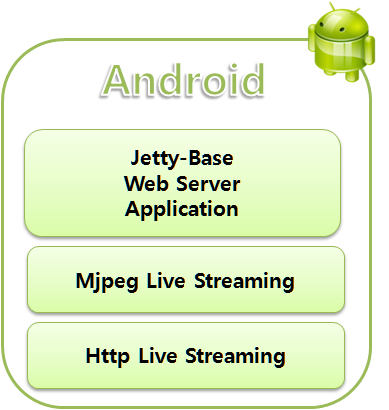 Android
Jetty-Base
Web Server
Application
Mjpeg Live Streaming
Http Live Streaming